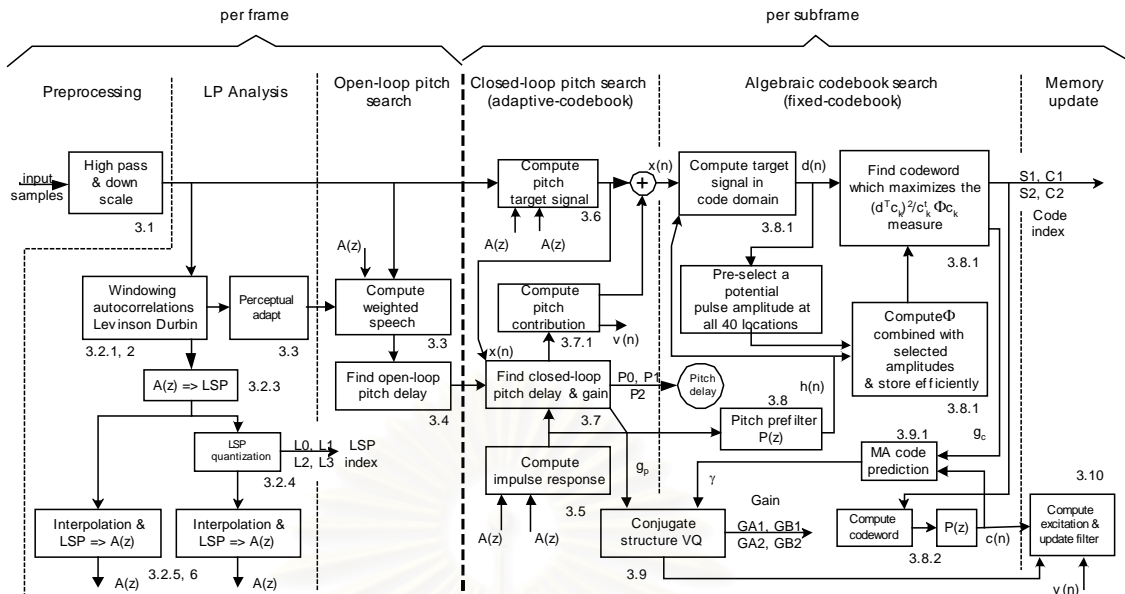 per frame
per subframe
Preprocessing
LP Analysis
Open-loop pitch
search
Closed-loop pitch search
(adaptive-codebook)
Algebraic codebook search
(fixed-codebook)
Memory
update
input
samples
High pass
& down
scale
3.1
Compute
pitch
target signal
3.6
A(z)
A(z)
x(n)
+
Compute target
signal in
code domain
3.8.1
d(n)
Find codeword
which maximizes the
(dᵀcₖ)²/cᵗₖ Φcₖ
measure
3.8.1
S1, C1
S2, C2
Code
index
A(z)
Windowing
autocorrelations
Levinson Durbin
3.2.1, 2
Perceptual
adapt
3.3
Compute
weighted
speech
3.3
Compute
pitch
contribution
3.7.1
v(n)
Pre-select a
potential
pulse amplitude at
all 40 locations
ComputeΦ
combined with
selected
amplitudes
& store efficiently
3.8.1
A(z) => LSP
3.2.3
Find open-loop
pitch delay
3.4
x(n)
Find closed-loop
pitch delay & gain
3.7
P0, P1
P2
Pitch
delay
h(n)
3.8
Pitch prefilter
P(z)
LSP
quantization
3.2.4
L0, L1
L2, L3
LSP
index
Compute
impulse response
3.5
A(z)
A(z)
gₚ
γ
3.9.1
MA code
prediction
g꜀
3.10
Interpolation &
LSP => A(z)
Interpolation &
LSP => A(z)
3.2.5, 6
A(z)
A(z)
Conjugate
structure VQ
3.9
Gain
GA1, GB1
GA2, GB2
Compute
codeword
P(z)
3.8.2
c(n)
Compute
excitation &
update filter
v(n)